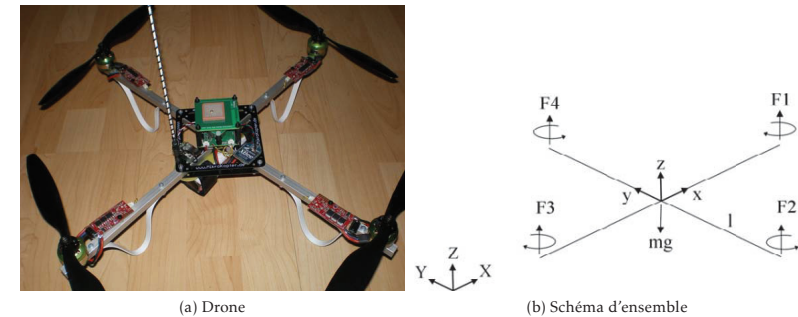 F4
F1
z
y
x
F3
F2
l
mg
Z
Y
X
(a) Drone
(b) Schéma d'ensemble